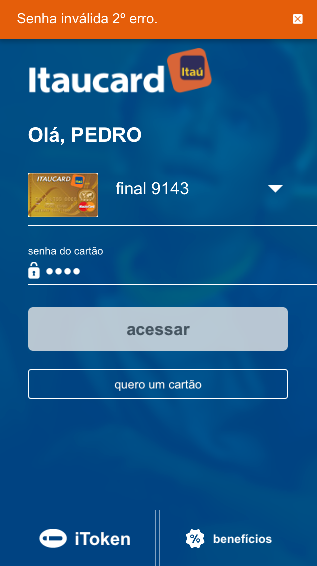 Senha inválida 2º erro.
Itaucard
Itaú
Olá, PEDRO
ITAUCARD
final 9143
MasterCard
senha do cartão
acessar
quero um cartão
iToken
benefícios